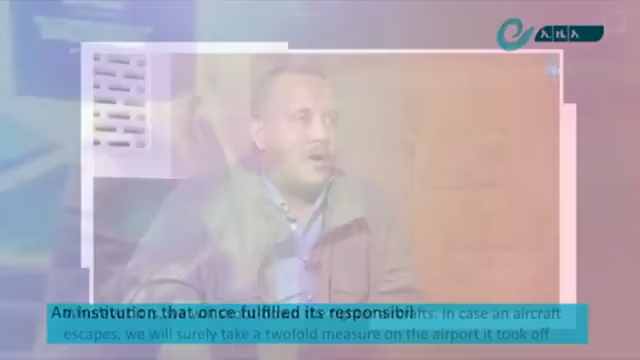 ኢዜአ
An institution that once fulfilled its responsibil
In case an aircraft
escapes, we will surely take a twofold measure on the airport it took off